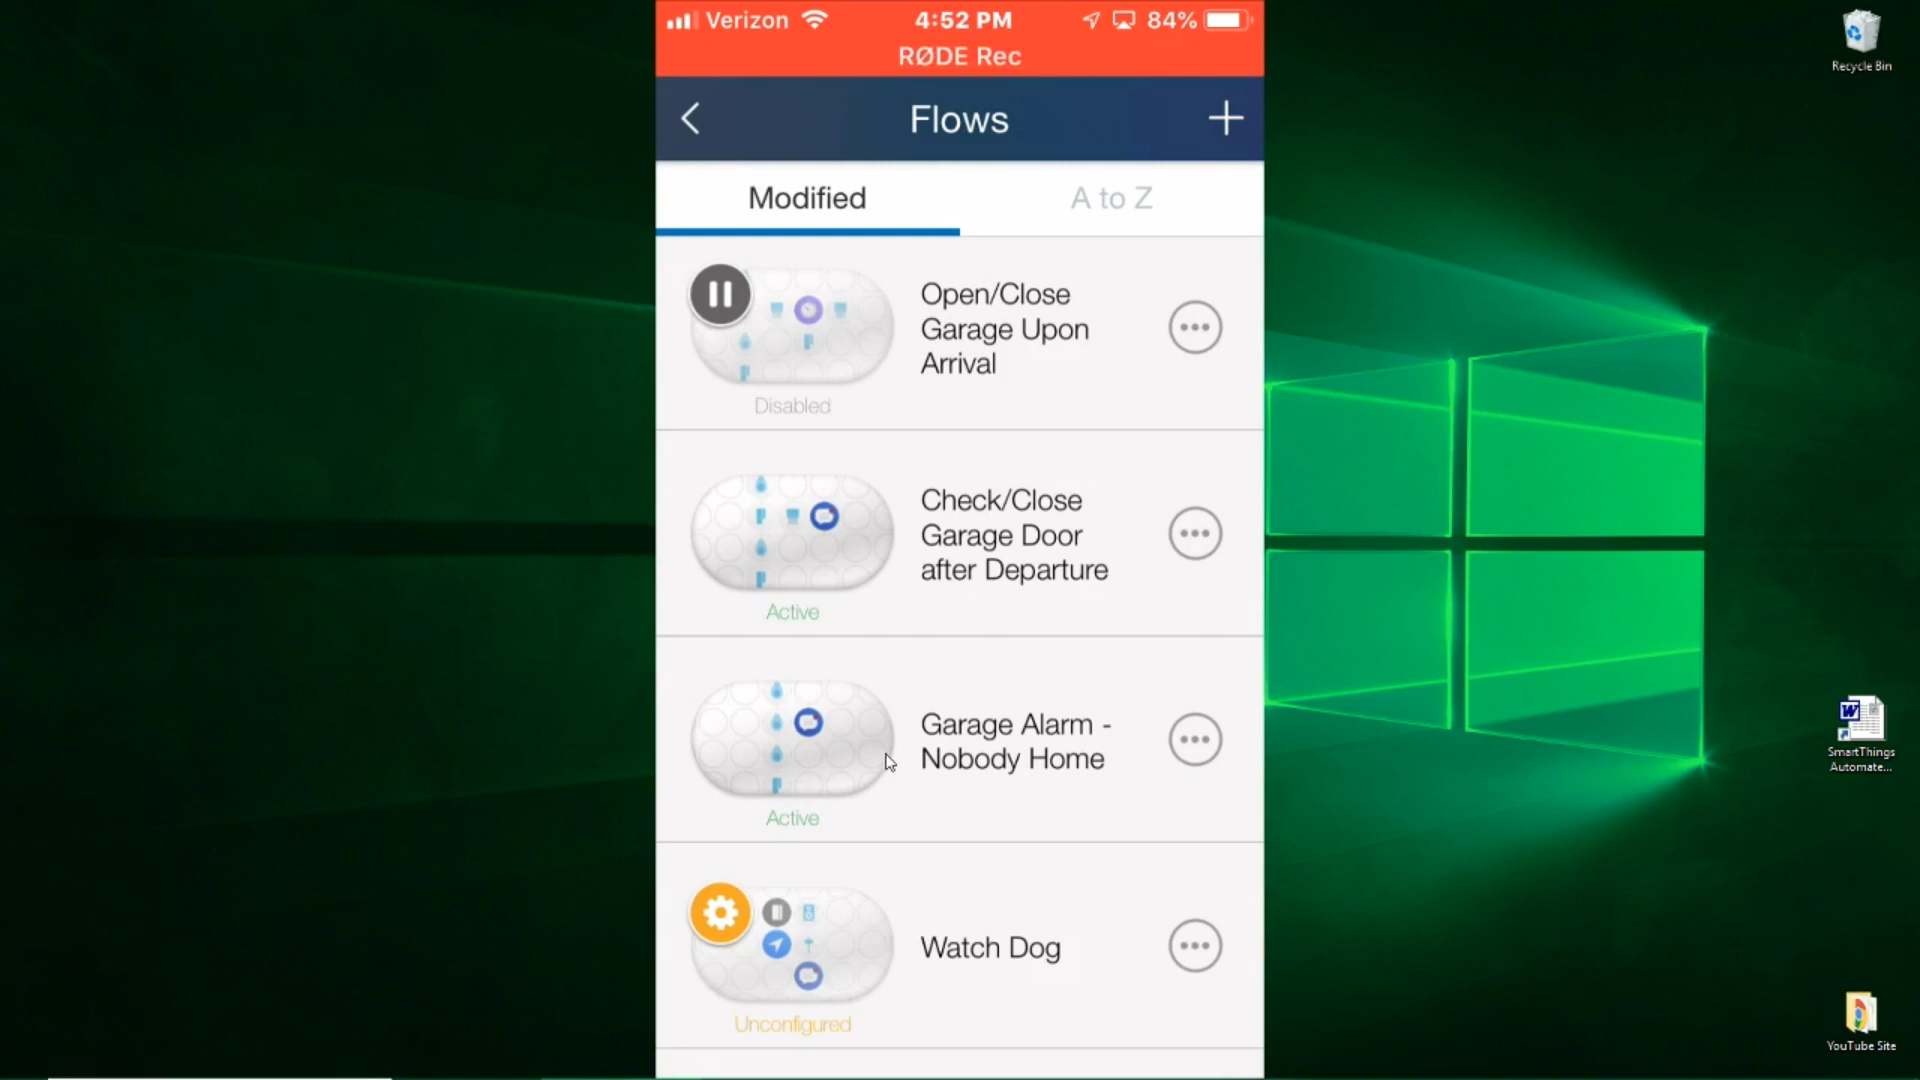 Verizon 4:52 PM 84%
RØDE Rec
Flows
Modified A to Z
Open/Close
Garage Upon
Arrival
Disabled
Check/Close
Garage Door
after Departure
Active
Garage Alarm -
Nobody Home
Active
Watch Dog
Unconfigured
Recycle Bin
SmartThings
Automate...
YouTube Site